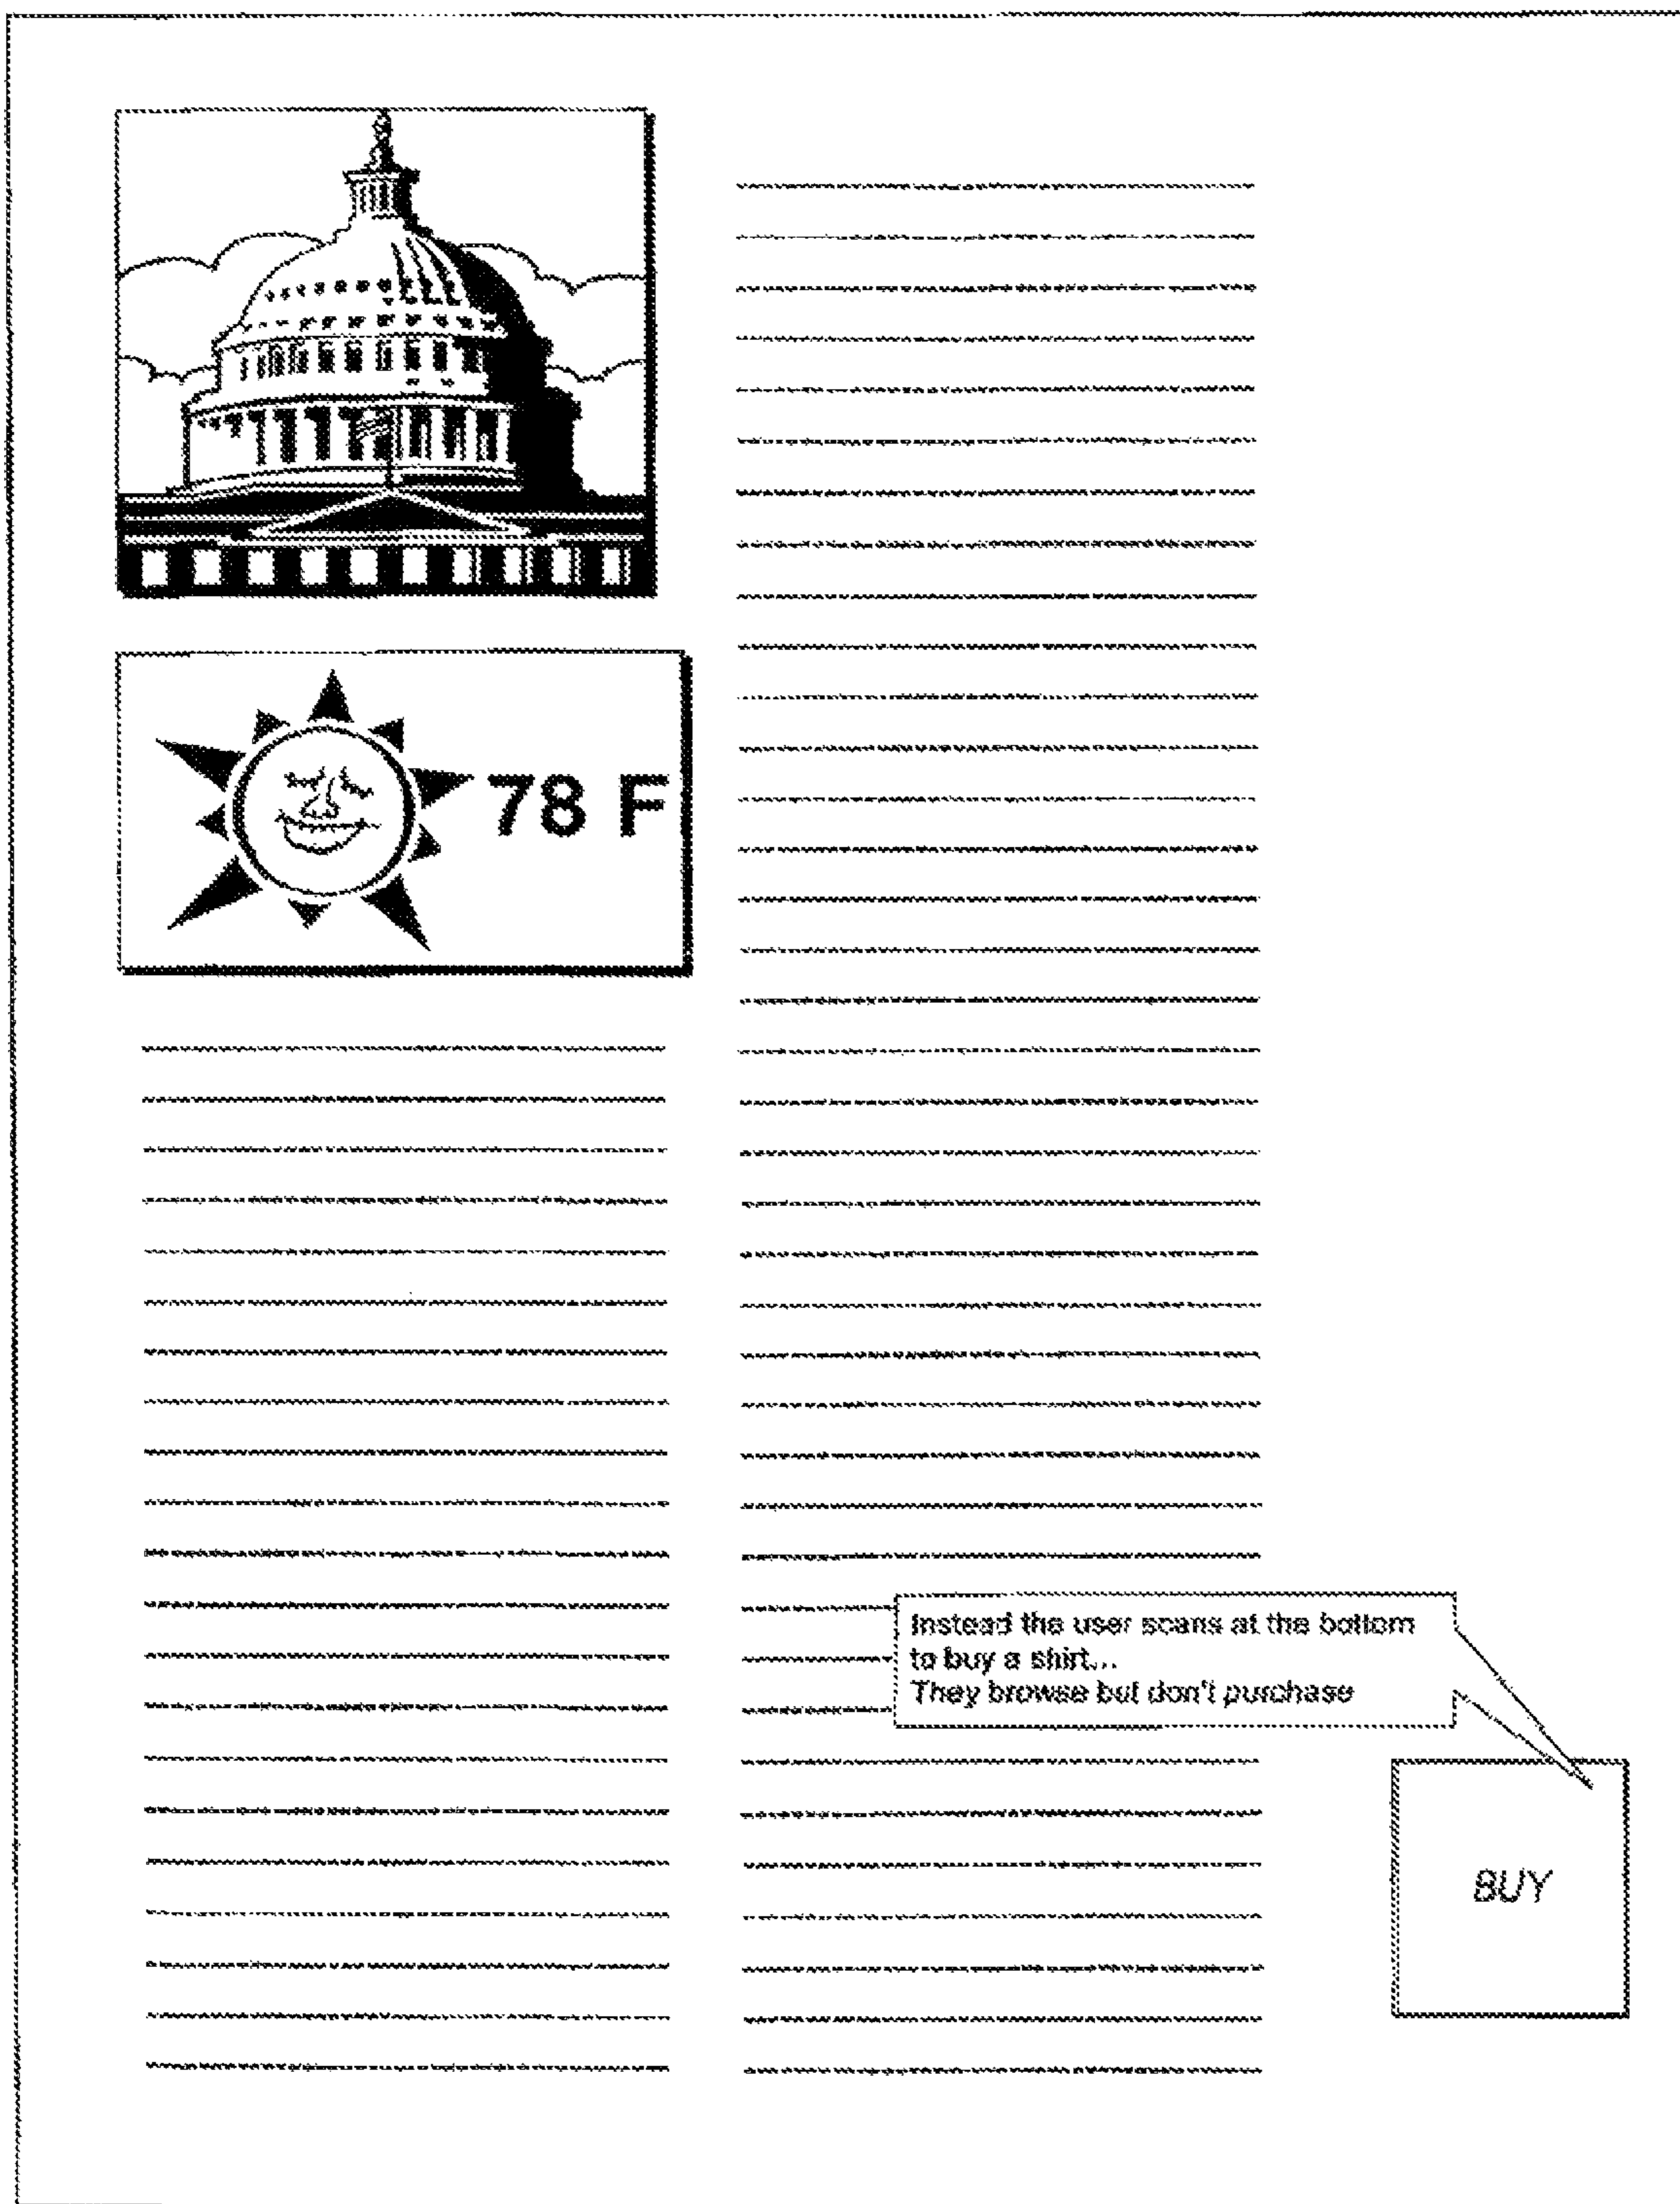 78 F
Instead the user scans at the bottom
to buy a shirt...
They browse but don't purchase
BUY